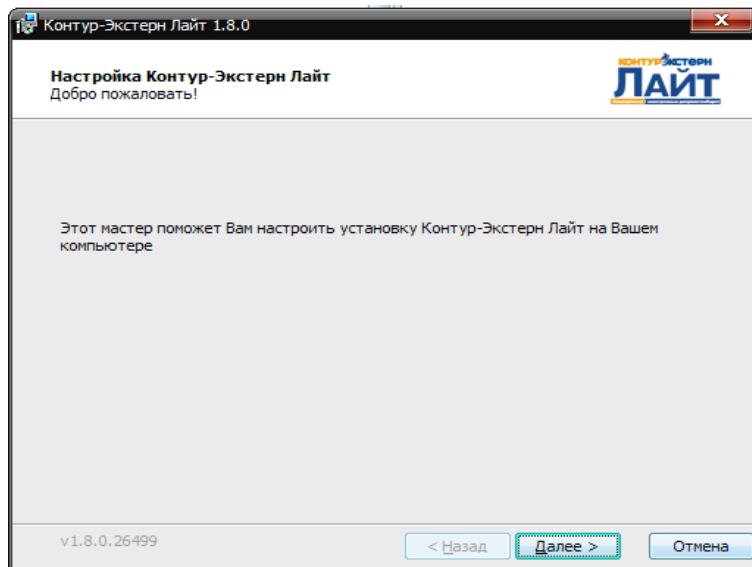 Контур-Экстерн Лайт 1.8.0
Настройка Контур-Экстерн Лайт
Добро пожаловать!
КОНТУР ЭКСТЕРН
ЛАЙТ
Этот мастер поможет Вам настроить установку Контур-Экстерн Лайт на Вашем
компьютере
v1.8.0.26499
< Назад
Далее >
Отмена